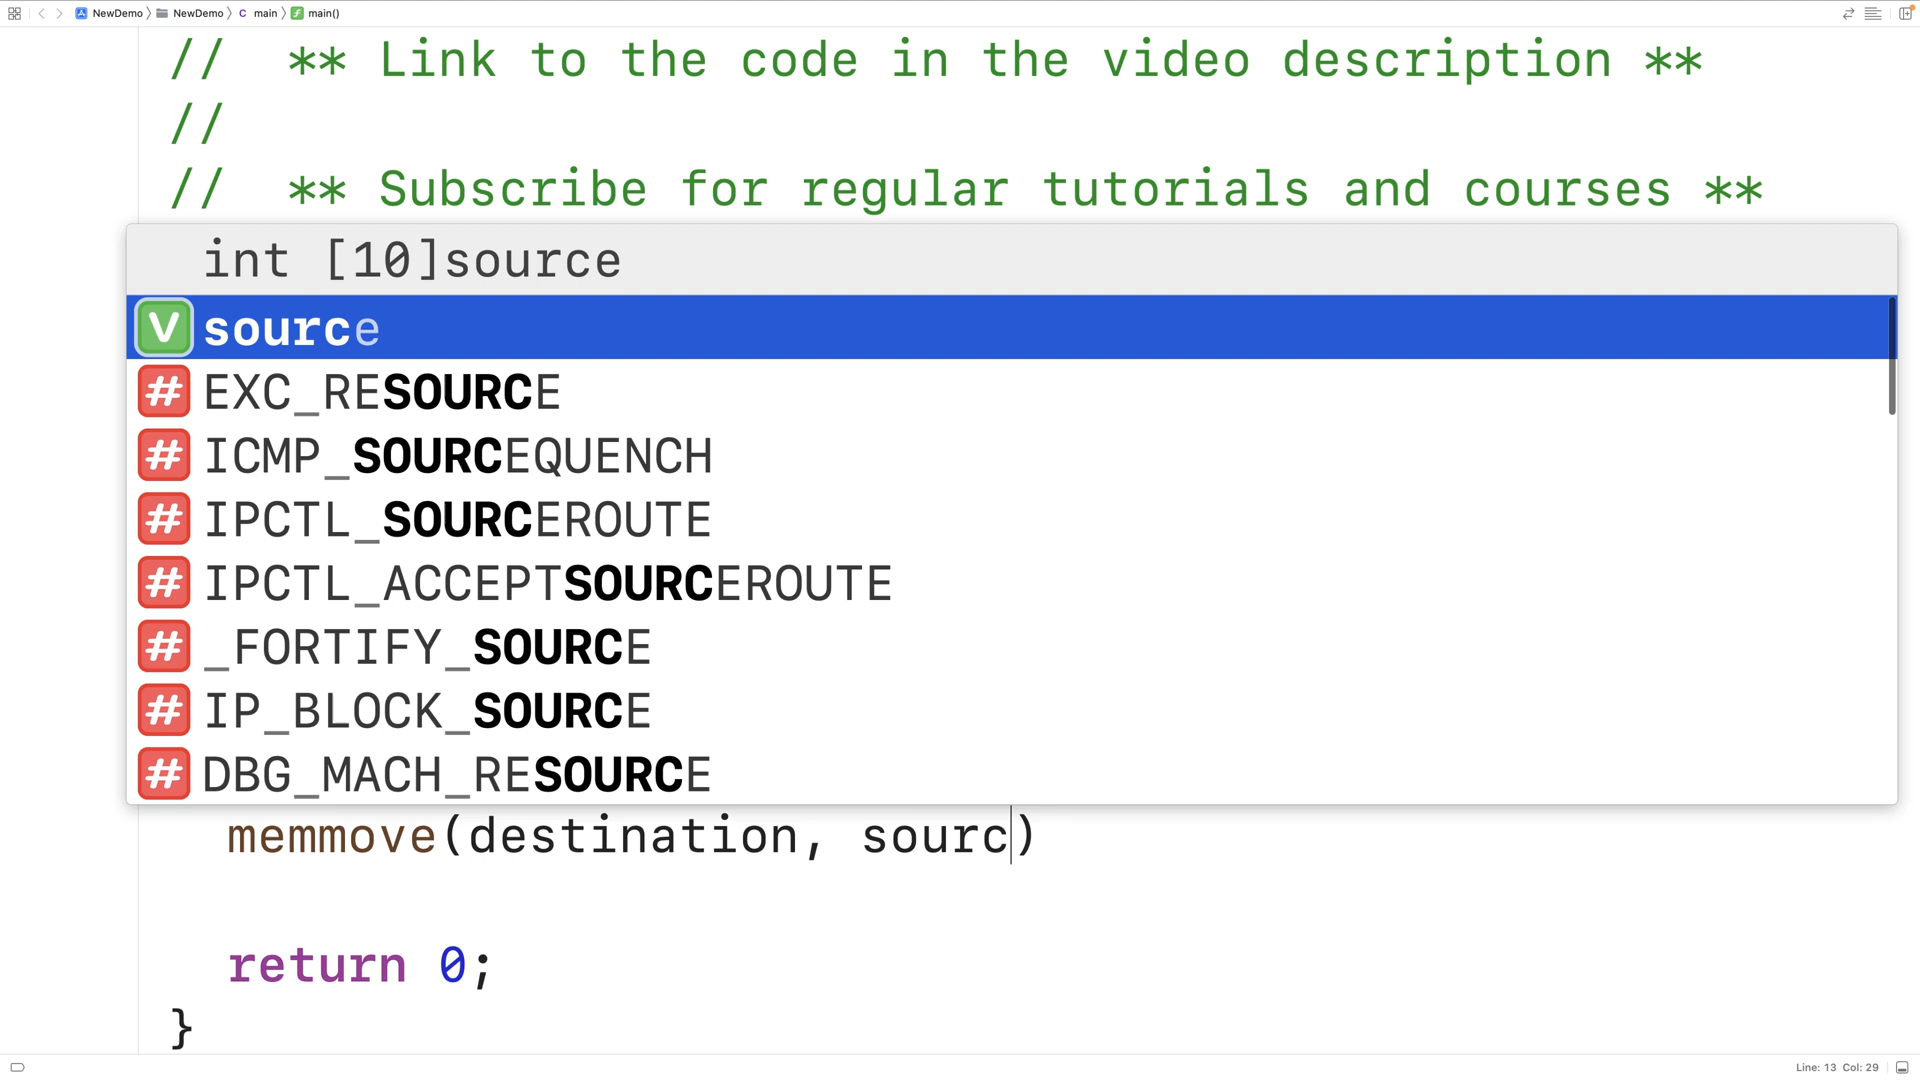 NewDemo NewDemo C main f main()
// ** Link to the code in the video description **
//
// ** Subscribe for regular tutorials and courses **
int [10]source
V source
# EXC_RESOURCE
# ICMP_SOURCEQUENCH
# IPCTL_SOURCEROUTE
# IPCTL_ACCEPTSOURCEROUTE
# _FORTIFY_SOURCE
# IP_BLOCK_SOURCE
# DBG_MACH_RESOURCE
memmove(destination, sourc)
return 0;
}
Line: 13 Col: 29